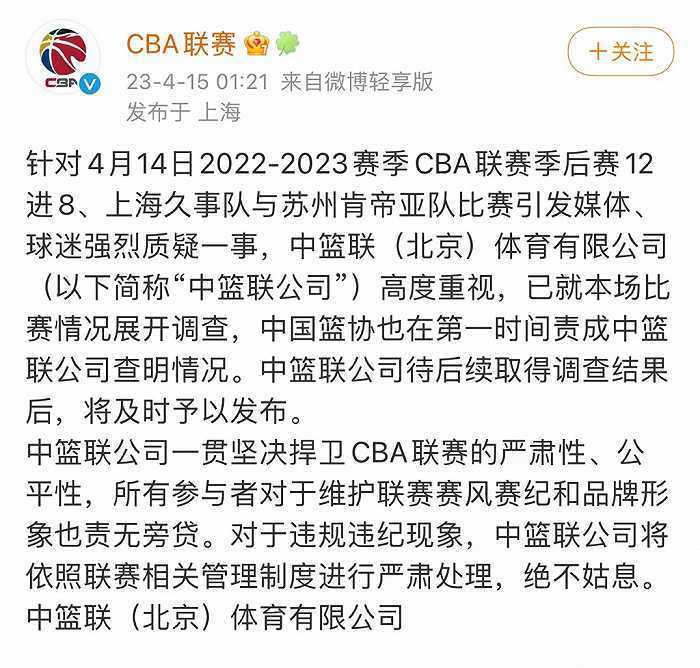 CBA联赛
+关注
23-4-15 01:21 来自微博轻享版
发布于 上海
CBA
针对4月14日2022-2023赛季CBA联赛季后赛12
进8、上海久事队与苏州肯帝亚队比赛引发媒体、
球迷强烈质疑一事，中篮联（北京）体育有限公司
（以下简称“中篮联公司”）高度重视，已就本场比
赛情况展开调查，中国篮协也在第一时间责成中篮
联公司查明情况。中篮联公司待后续取得调查结果
后，将及时予以发布。
中篮联公司一贯坚决捍卫CBA联赛的严肃性、公
平性，所有参与者对于维护联赛赛风赛纪和品牌形
象也责无旁贷。对于违规违纪现象，中篮联公司将
依照联赛相关管理制度进行严肃处理，绝不姑息。
中篮联（北京）体育有限公司